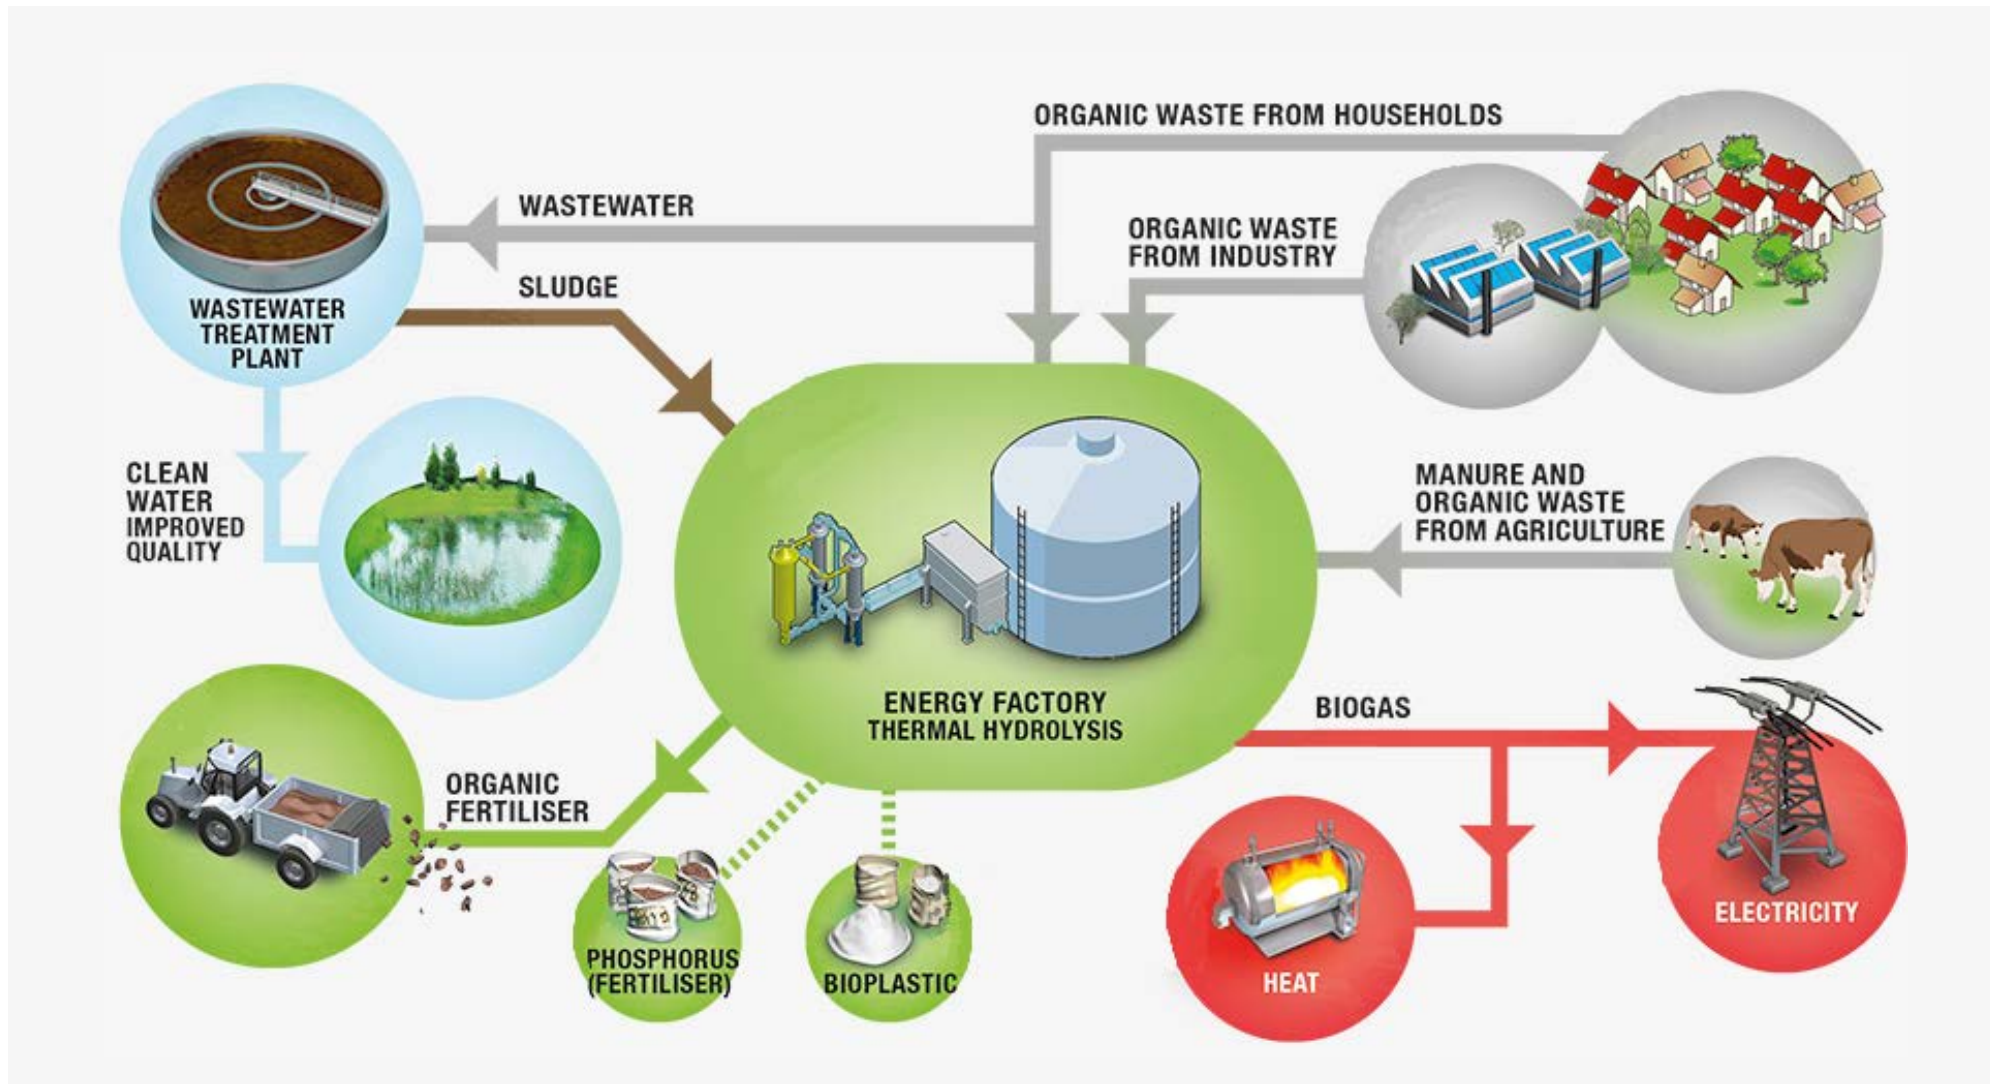 ORGANIC WASTE FROM HOUSEHOLDS
WASTEWATER
ORGANIC WASTE
FROM INDUSTRY
SLUDGE
WASTEWATER
TREATMENT
PLANT
CLEAN
WATER
IMPROVED
QUALITY
MANURE AND
ORGANIC WASTE
FROM AGRICULTURE
ENERGY FACTORY
THERMAL HYDROLYSIS
BIOGAS
ORGANIC
FERTILISER
PHOSPHORUS
(FERTILISER)
BIOPLASTIC
HEAT
ELECTRICITY